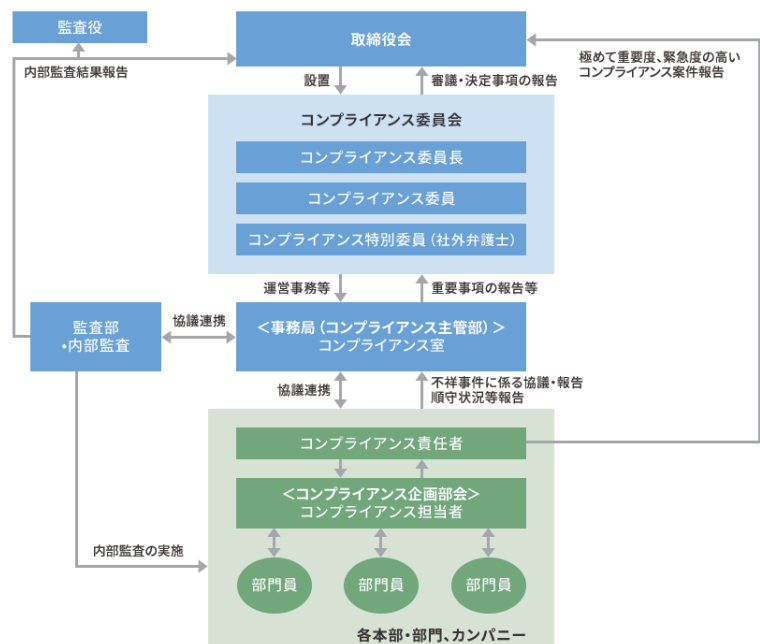 監査役
取締役会
内部監査結果報告
極めて重要度、緊急度の高い
コンプライアンス案件報告
設置
審議・決定事項の報告
コンプライアンス委員会
コンプライアンス委員長
コンプライアンス委員
コンプライアンス特別委員（社外弁護士）
運営事務等
重要事項の報告等
監査部
・内部監査
協議連携
＜事務局（コンプライアンス主管部）＞
コンプライアンス室
協議連携
不祥事件に係る協議・報告
順守状況等報告
コンプライアンス責任者
＜コンプライアンス企画部会＞
コンプライアンス担当者
内部監査の実施
部門員
部門員
部門員
各本部・部門、カンパニー